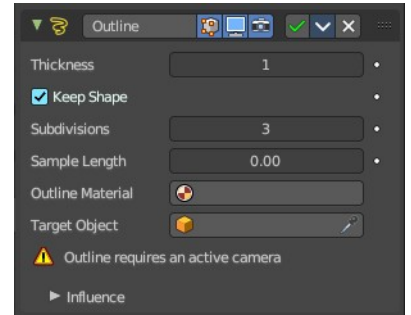 Outline
Thickness 1
Keep Shape
Subdivisions 3
Sample Length 0.00
Outline Material
Target Object
Outline requires an active camera
Influence